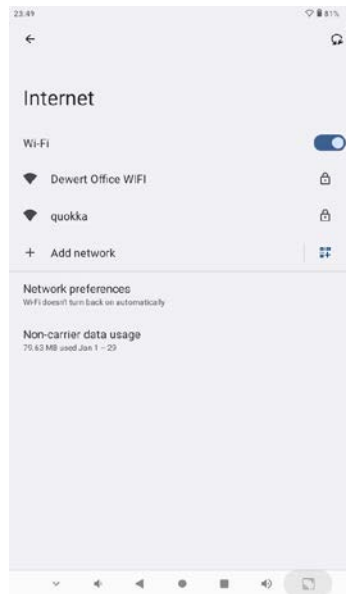 23:49
81%
Internet
Wi-Fi
Dewert Office WIFI
quokka
Add network
Network preferences
Wi-Fi doesn't turn back on automatically
Non-carrier data usage
79.63 MB used Jan 1 – 29